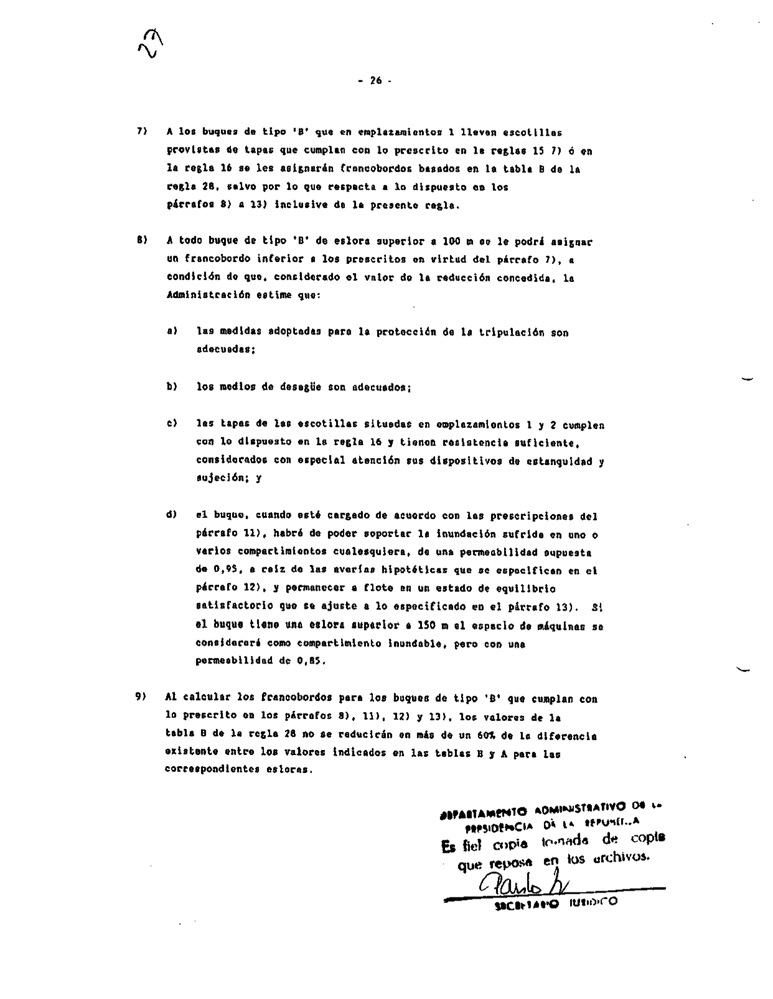 27
- 26 -
7) A los buques de tipo 'B' que en emplazamientos 1 lleven escotillas
provistas de tapas que cumplan con lo prescrito en la reglas 15 7) ó en
la regla 16 se les asignarán francobordos basados en la tabla B de la
regla 28, salvo por lo que respecta a lo dispuesto en los
párrafos 8) a 13) inclusive de la presente regla.
8) A todo buque de tipo 'B' de eslora superior a 100 m se le podrá asignar
un francobordo inferior a los prescritos en virtud del párrafo 7), a
condición de que, considerado el valor de la reducción concedida, la
Administración estime que:
a) las medidas adoptadas para la protección de la tripulación son
adecuadas;
b) los medios de desagüe son adecuados;
c) las tapas de las escotillas situadas en emplazamientos 1 y 2 cumplen
con lo dispuesto en la regla 16 y tienen resistencia suficiente,
considerados con especial atención sus dispositivos de estanquidad y
sujeción; y
d) el buque, cuando esté cargado de acuerdo con las prescripciones del
párrafo 11), habrá de poder soportar la inundación sufrida en uno o
varios compartimientos cualesquiera, de una permeabilidad supuesta
de 0,95, a raíz de las averías hipotéticas que se especifican en el
párrafo 12), y permanecer a flote en un estado de equilibrio
satisfactorio que se ajuste a lo especificado en el párrafo 13). Si
el buque tiene una eslora superior a 150 m el espacio de máquinas se
considerará como compartimiento inundable, pero con una
permeabilidad de 0,85.
9) Al calcular los francobordos para los buques de tipo 'B' que cumplan con
lo prescrito en los párrafos 8), 11), 12) y 13), los valores de la
tabla B de la regla 28 no se reducirán en más de un 60% de la diferencia
existente entre los valores indicados en las tablas B y A para las
correspondientes esloras.
DEPARTAMENTO ADMINISTRATIVO DE LA
PRESIDENCIA DE LA REPUBLICA
Es fiel copia tomada de copia
que reposa en los archivos.
SECRETARIO JURIDICO